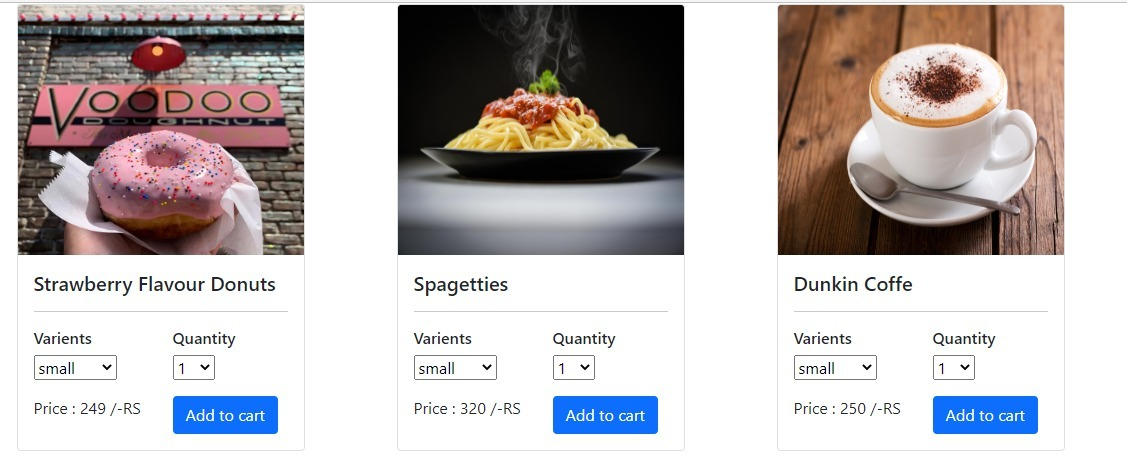 VOODOO
DOUGHNUT
Strawberry Flavour Donuts
Varients
Quantity
small
1
Price : 249 /-RS
Add to cart
Spagetties
Varients
Quantity
small
1
Price : 320 /-RS
Add to cart
Dunkin Coffe
Varients
Quantity
small
1
Price : 250 /-RS
Add to cart